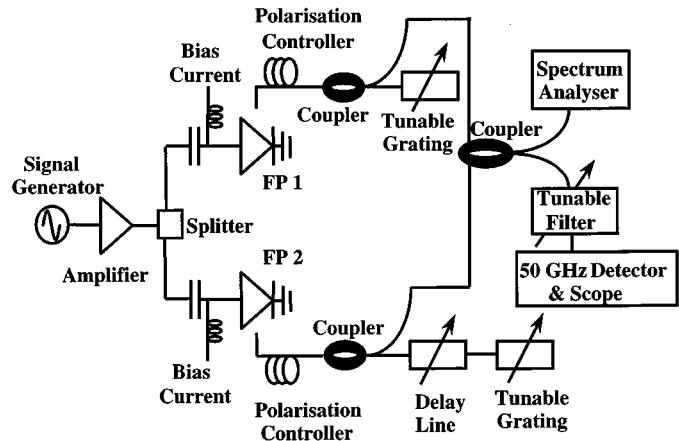 Polarisation
Controller
Bias
Current
Coupler
Tunable
Grating
Spectrum
Analyser
Coupler
Signal
Generator
FP 1
Splitter
Tunable
Filter
Amplifier
FP 2
50 GHz Detector
& Scope
Coupler
Bias
Current
Polarisation
Controller
Delay
Line
Tunable
Grating